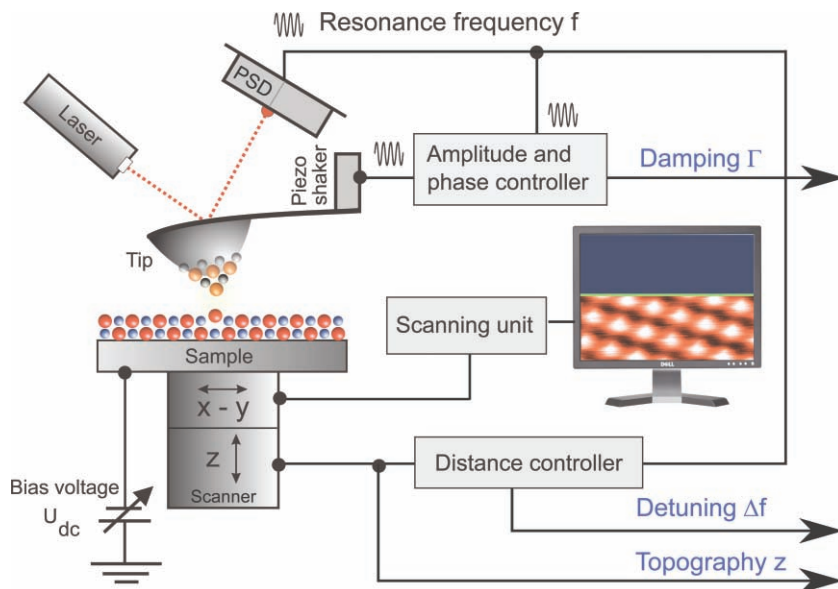 Resonance frequency f
PSD
Laser
Piezo
shaker
Amplitude and
phase controller
Damping Γ
Tip
Scanning unit
DELL
Sample
x - y
z
Scanner
Distance controller
Bias voltage
U dc
Detuning Δf
Topography z